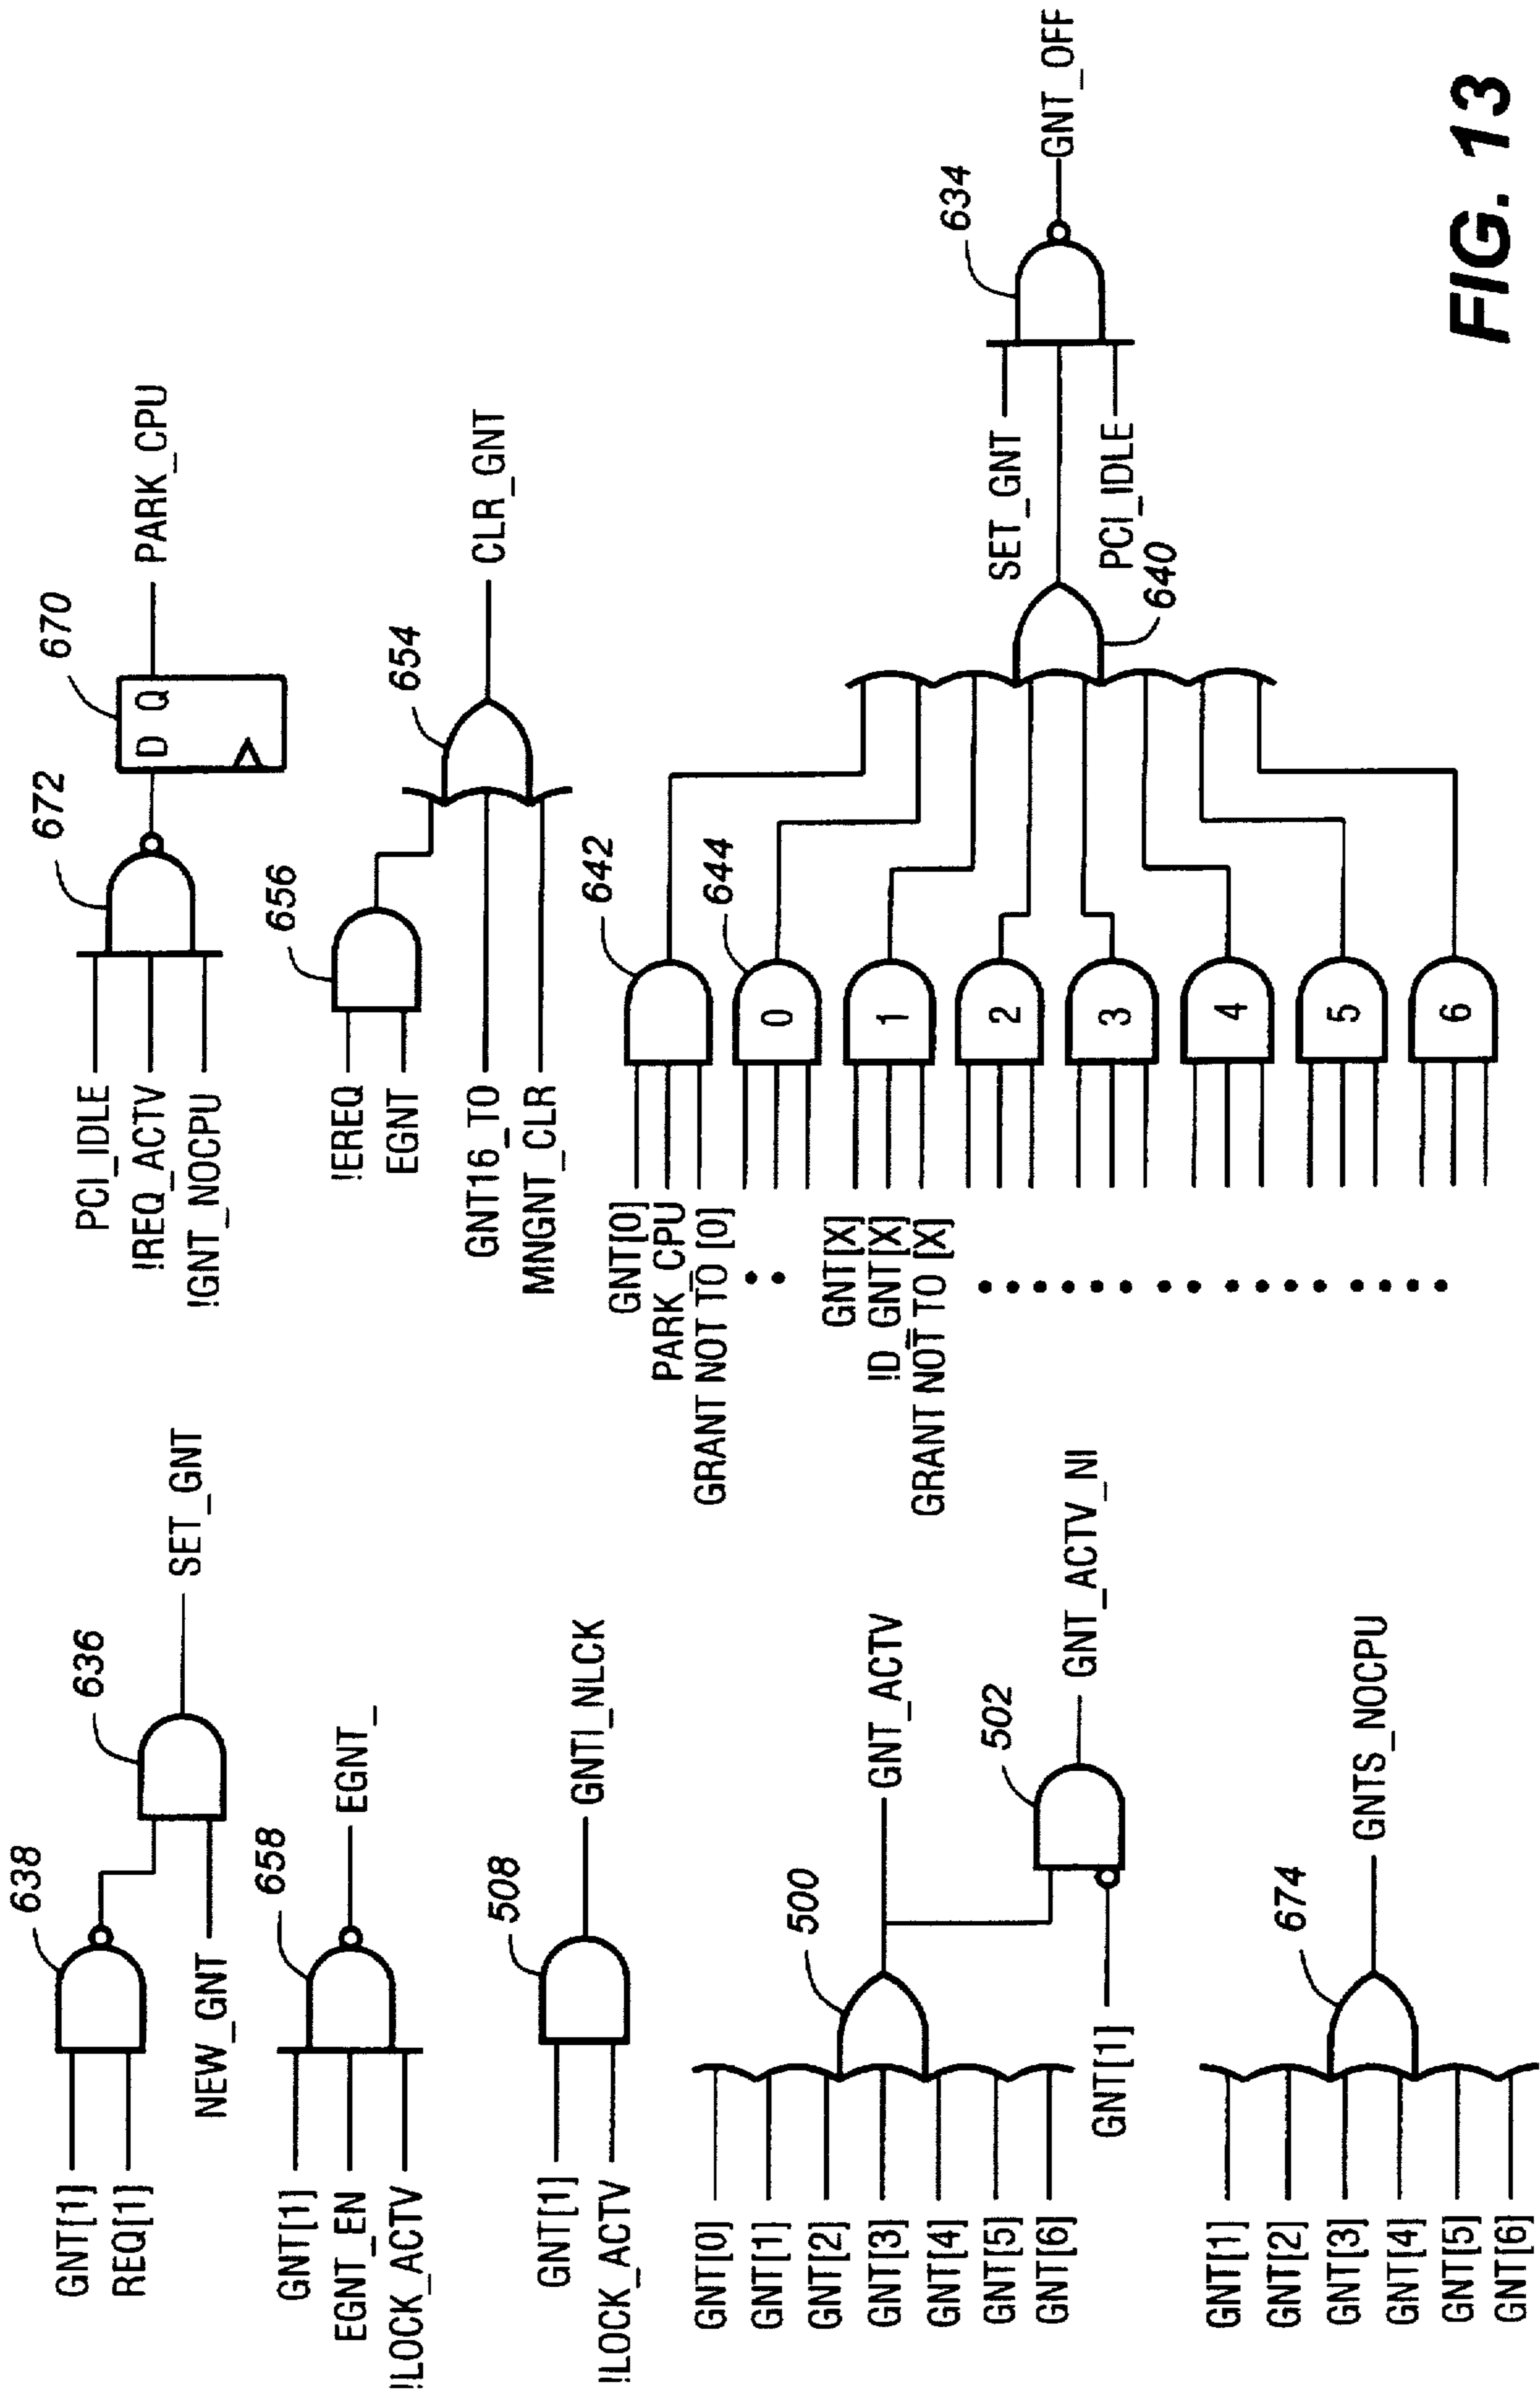 638
GNT[1]
REQ[1]
636
NEW_GNT
SET_GNT
658
GNT[1]
EGNT_EN
!LOCK_ACTV
EGNT_
508
GNT[1]
!LOCK_ACTV
GNTI_NLCK
500
GNT[0]
GNT[1]
GNT[2]
GNT[3]
GNT[4]
GNT[5]
GNT[6]
GNT_ACTV
502
GNT[1]
GNT_ACTV_NI
674
GNT[1]
GNT[2]
GNT[3]
GNT[4]
GNT[5]
GNT[6]
GNTS_NOCPU
672
670
PCI_IDLE
!REQ_ACTV
!GNT_NOCPU
D Q
PARK_CPU
656
!EREQ
EGNT
654
GNT16_TO
MNGNT_CLR
CLR_GNT
642
GNT[0]
PARK_CPU
GRANT NOT TO [0]
644
0
GNT[X]
!D_GNT[X]
GRANT NOT TO [X]
1
2
3
4
5
6
640
SET_GNT
PCI_IDLE
634
GNT_OFF
FIG. 13